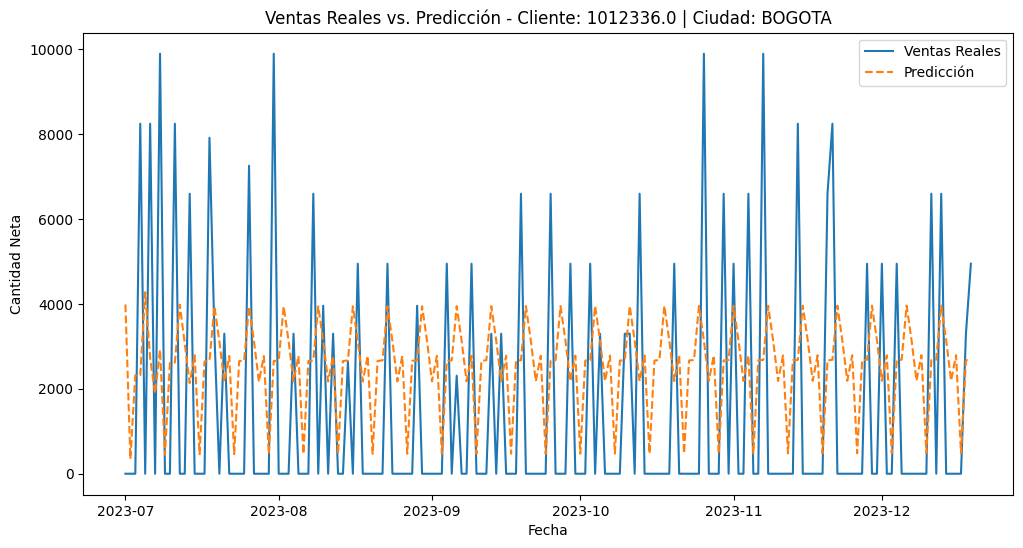 Ventas Reales vs. Predicción - Cliente: 1012336.0 | Ciudad: BOGOTA
Ventas Reales
Predicción
Cantidad Neta
10000
8000
6000
4000
2000
0
2023-07
2023-08
2023-09
2023-10
2023-11
2023-12
Fecha